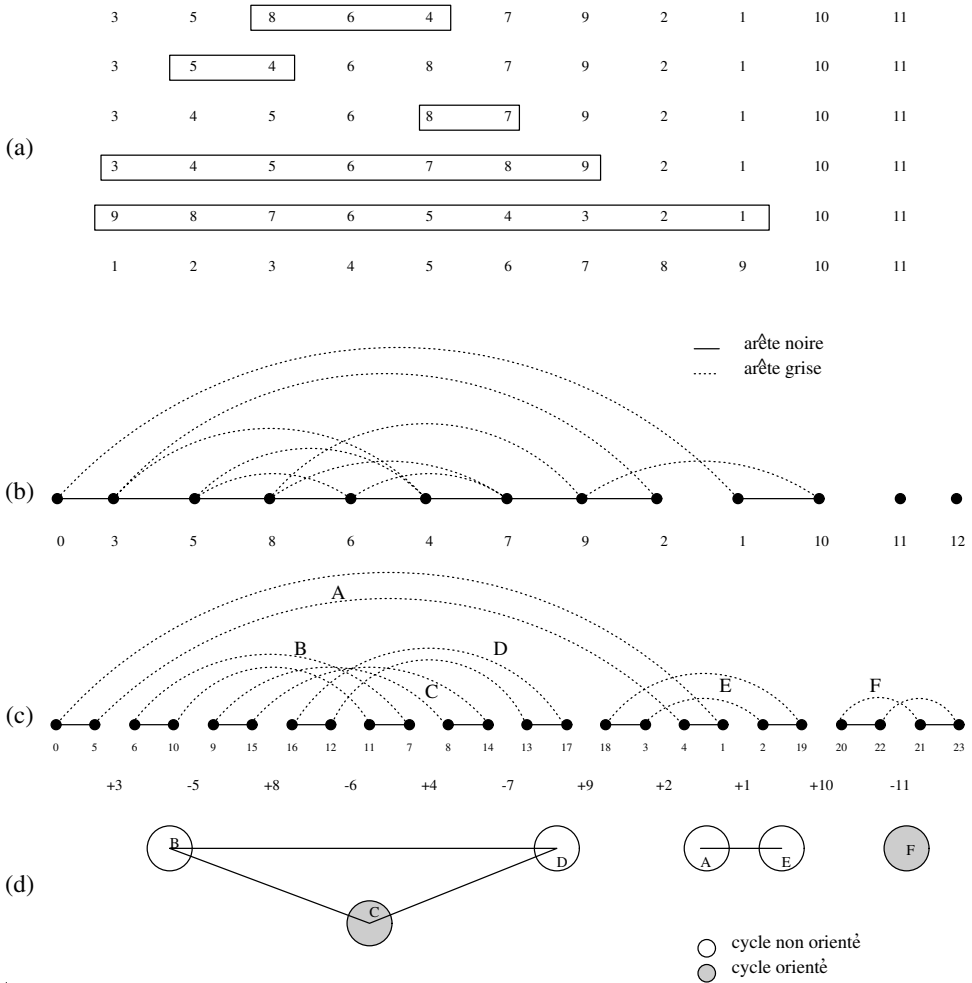 3 5 8 6 4 7 9 2 1 10 11
3 5 4 6 8 7 9 2 1 10 11
3 4 5 6 8 7 9 2 1 10 11
(a)
3 4 5 6 7 8 9 2 1 10 11
9 8 7 6 5 4 3 2 1 10 11
1 2 3 4 5 6 7 8 9 10 11
arête noire
arête grise
(b)
0 3 5 8 6 4 7 9 2 1 10 11 12
A
B D
C E F
(c)
0 5 6 10 9 15 16 12 11 7 8 14 13 17 18 3 4 1 2 19 20 22 21 23
+3 -5 +8 -6 +4 -7 +9 +2 +1 +10 -11
B D A E F
(d)
C
cycle non orienté
cycle orienté